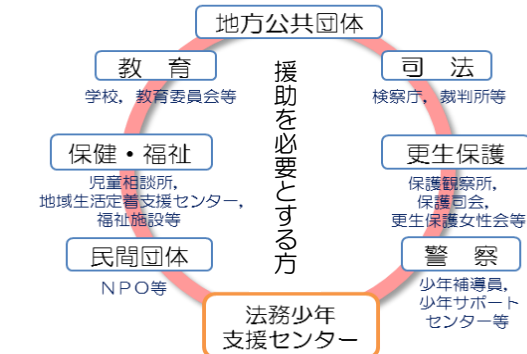 地方公共団体
教　育
学校，教育委員会等
司　法
検察庁，裁判所等
援助を必要とする方
保健・福祉
児童相談所，
地域生活定着支援センター，
福祉施設等
更生保護
保護観察所，
保護司会，
更生保護女性会等
民間団体
ＮＰＯ等
警　察
少年補導員，
少年サポート
センター等
法務少年
支援センター